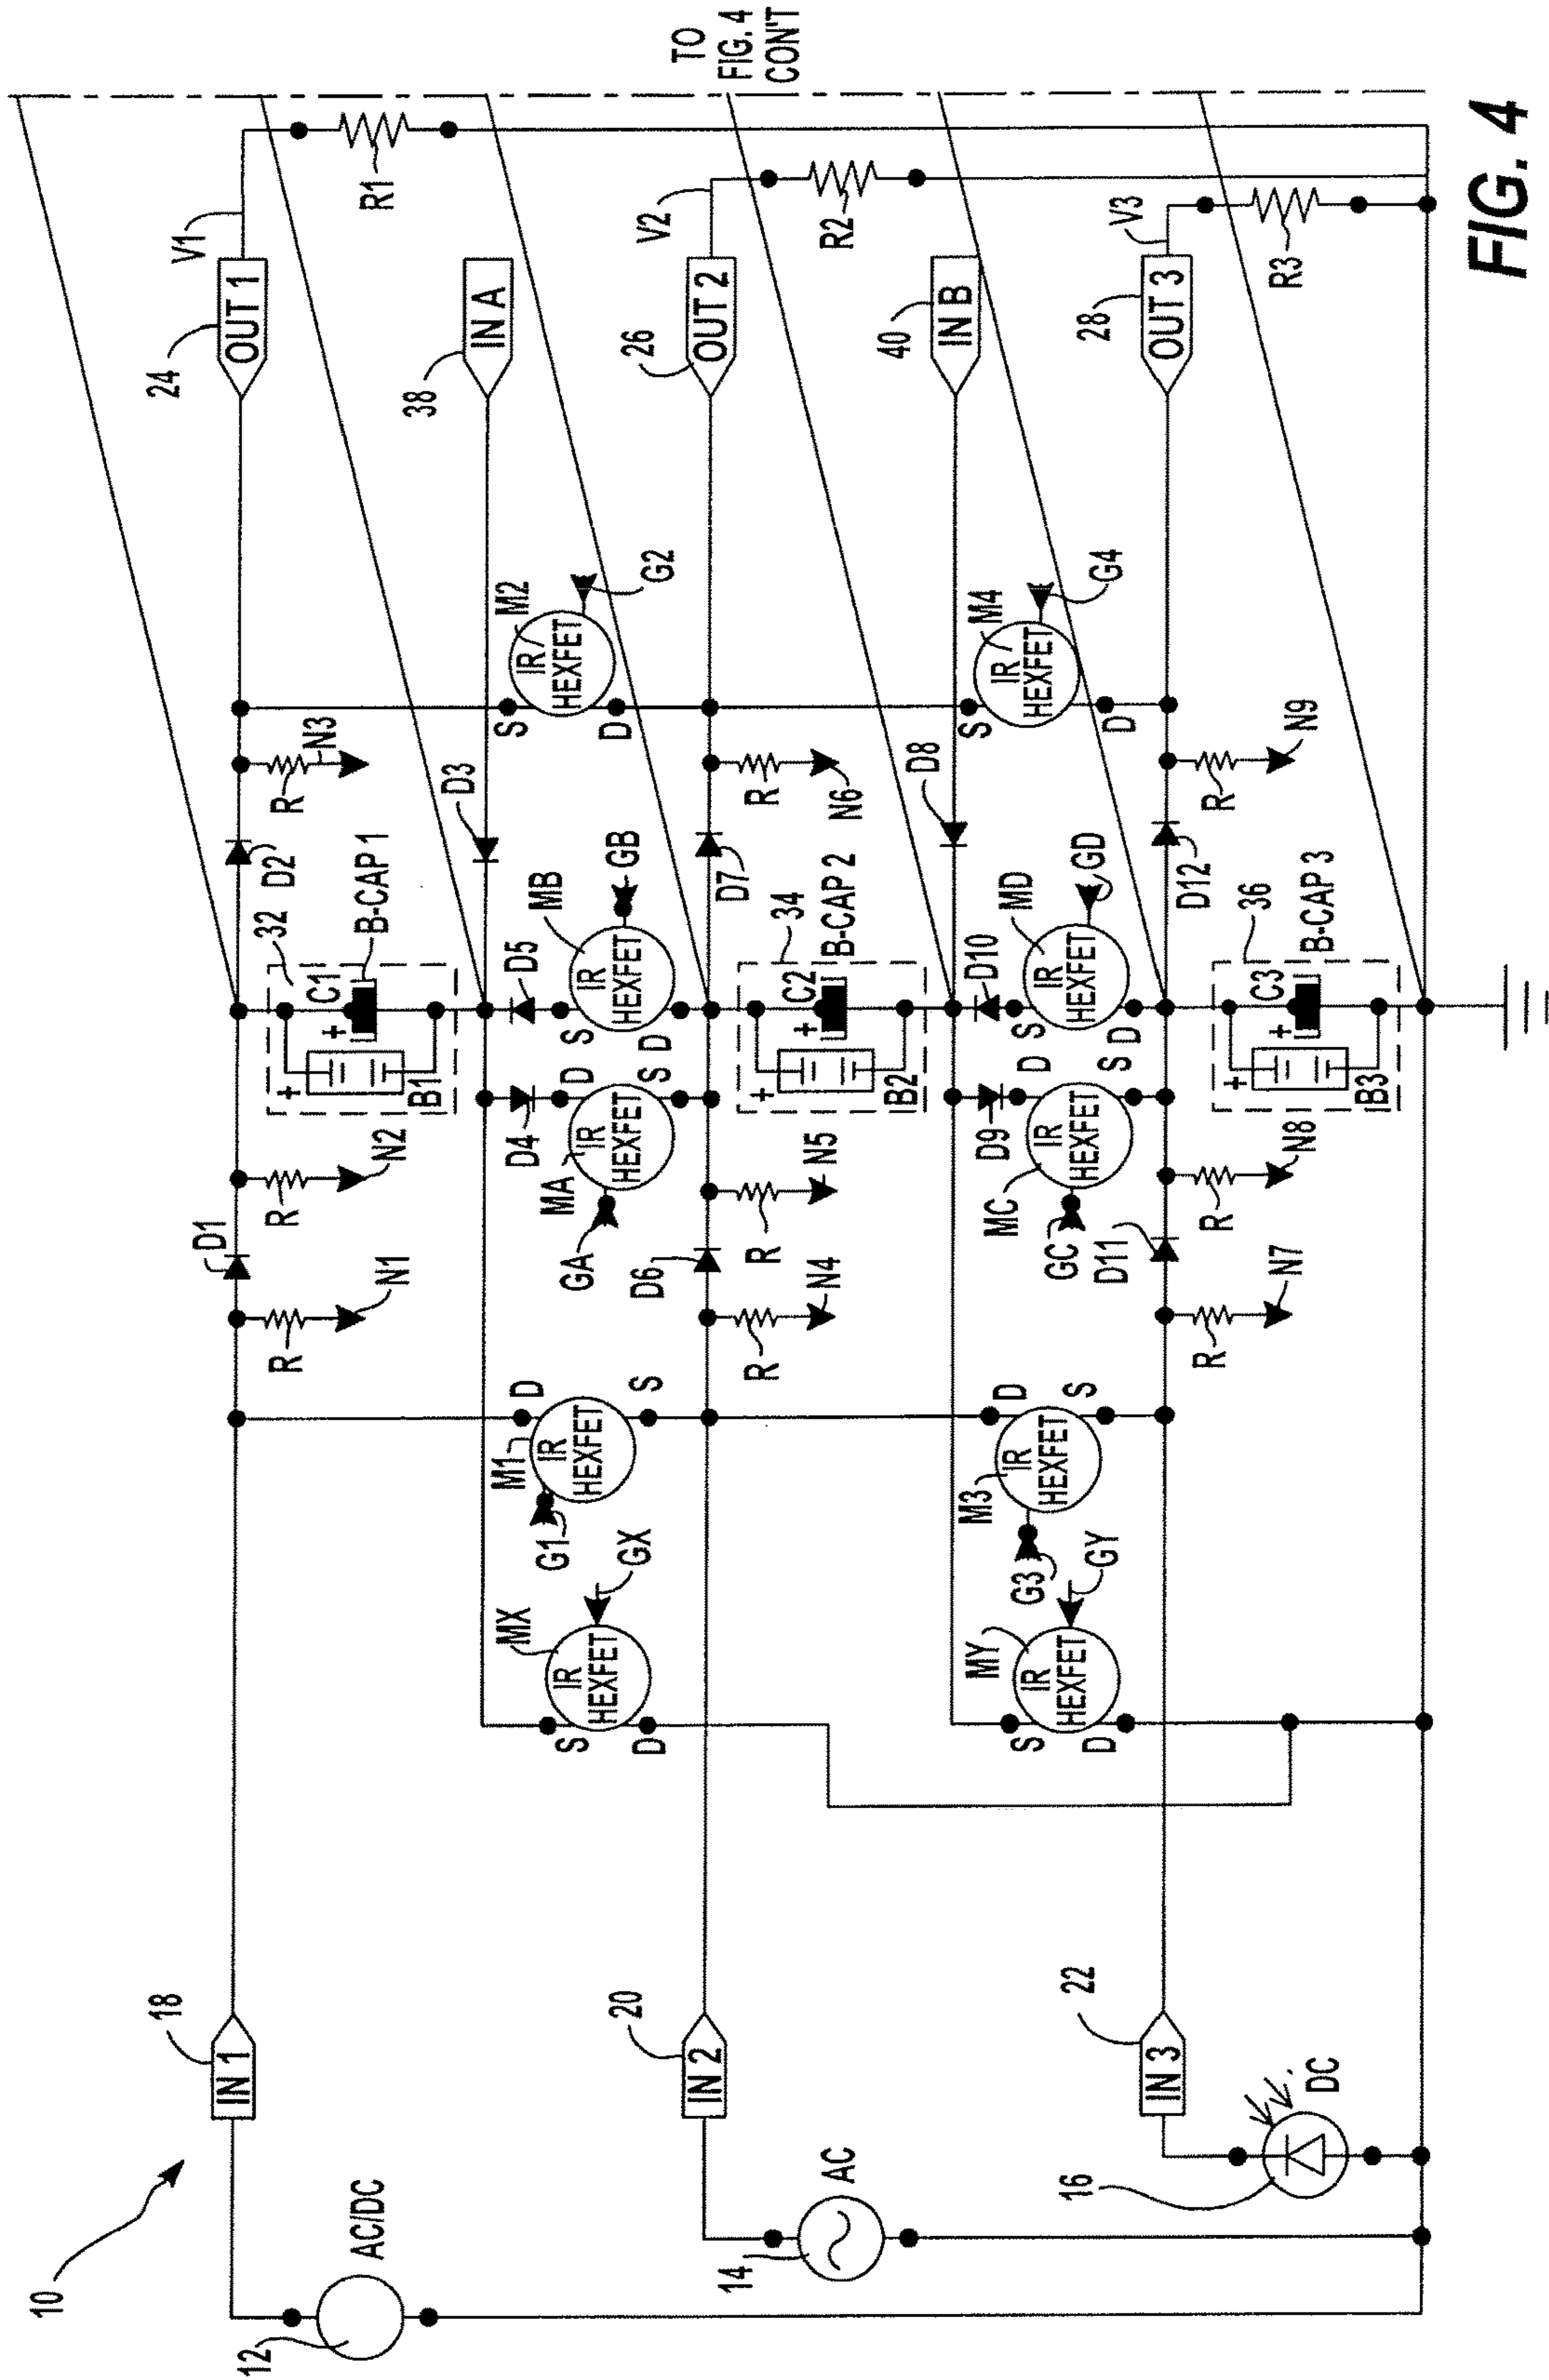 10
12
AC/DC
IN 1
18
14
AC
IN 2
20
16
DC
IN 3
22
MX
IR
HEXFET
GX
S
D
M1
IR
HEXFET
G1
D
S
MY
IR
HEXFET
GY
S
D
M3
IR
HEXFET
G3
D
S
R
N1
D1
R
N2
R
N4
D6
R
N5
R
N7
D11
R
N8
D4
D
S
MA
IR
HEXFET
GA
D9
D
S
MC
IR
HEXFET
GC
32
+
B1
+
C1
B-CAP 1
D5
S
D
MB
IR
HEXFET
GB
34
+
B2
+
C2
B-CAP 2
D10
S
D
MD
IR
HEXFET
GD
36
+
B3
+
C3
B-CAP 3
D2
R
N3
D3
D7
R
N6
D8
D12
R
N9
S
D
M2
IR
HEXFET
G2
S
D
M4
IR
HEXFET
G4
24
OUT 1
V1
R1
38
IN A
26
OUT 2
V2
R2
40
IN B
28
OUT 3
V3
R3
TO
FIG. 4
CON'T
FIG. 4